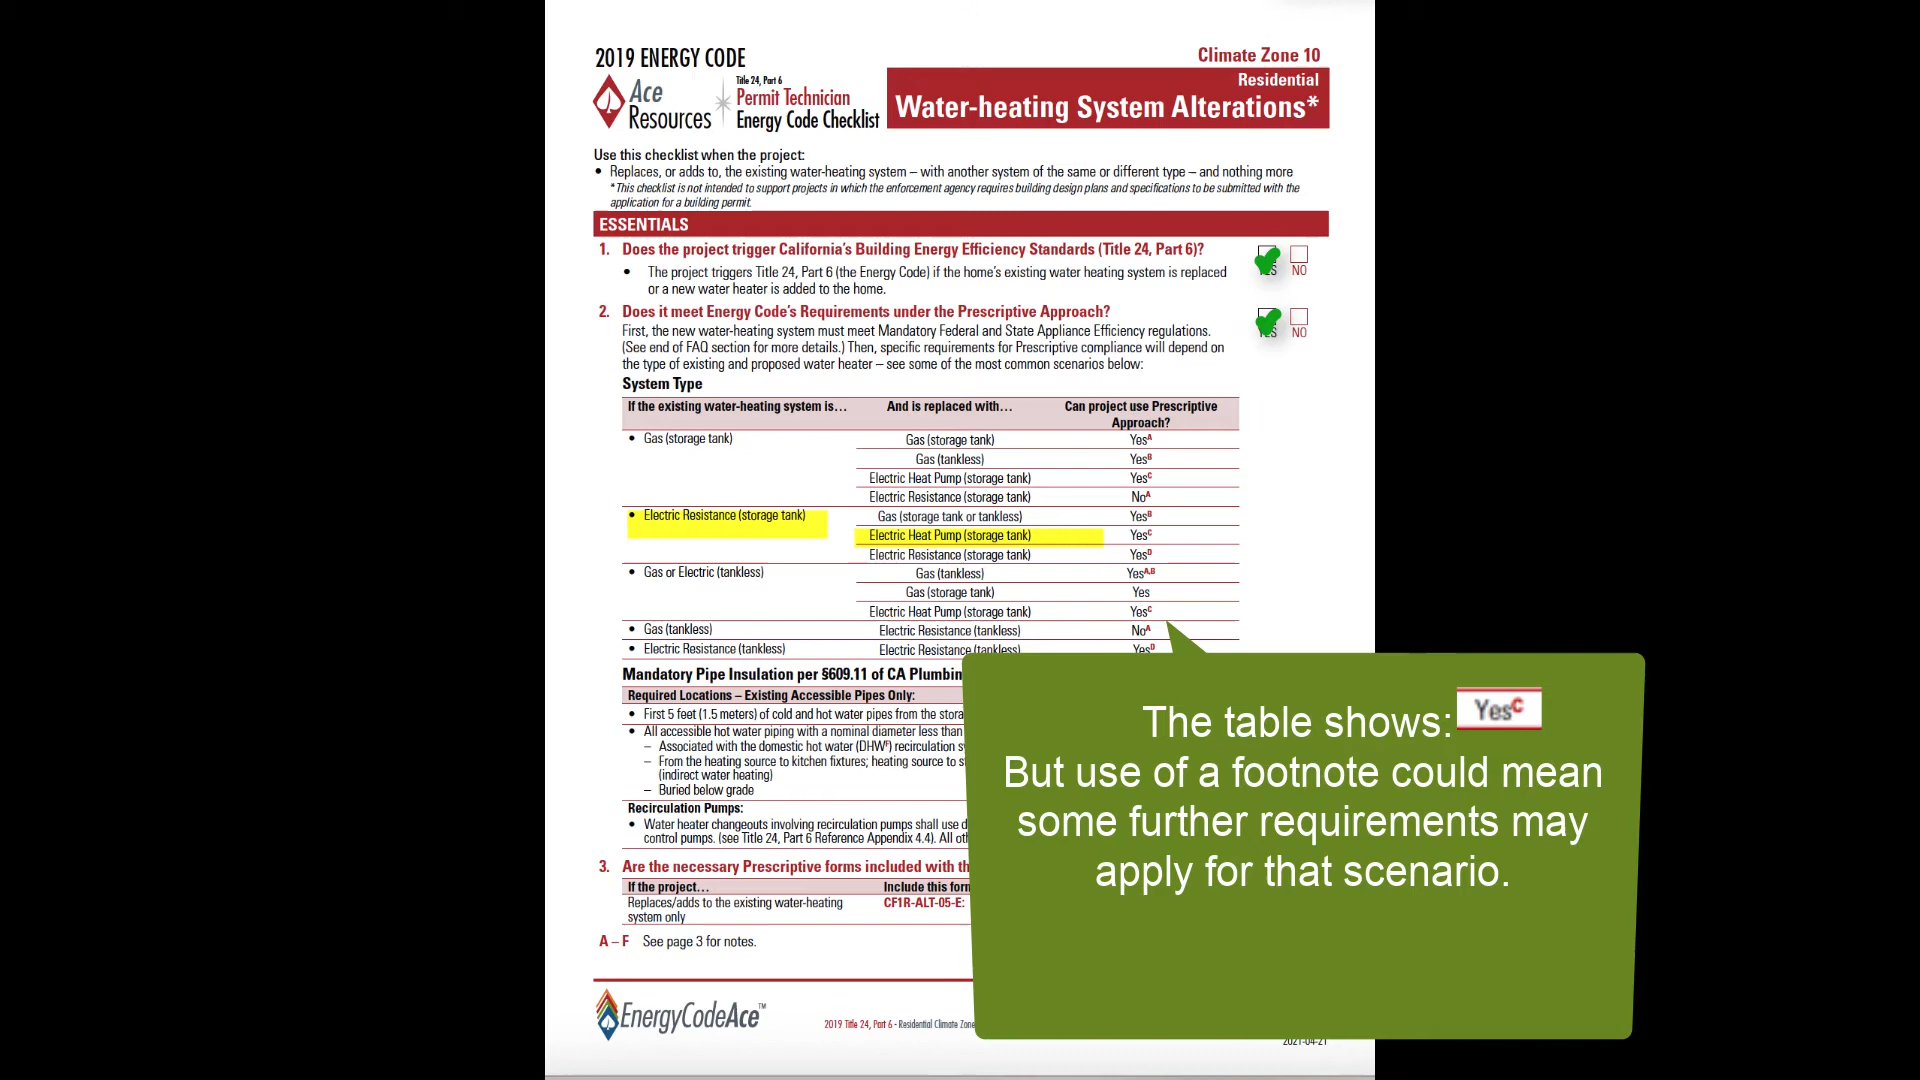 2019 ENERGY CODE
Climate Zone 10
Ace
Resources
Title 24, Part 6
Permit Technician
Energy Code Checklist
Residential
Water-heating System Alterations*
Use this checklist when the project:
• Replaces, or adds to, the existing water-heating system – with another system of the same or different type – and nothing more
*This checklist is not intended to support projects in which the enforcement agency requires building design plans and specifications to be submitted with the
application for a building permit.
ESSENTIALS
1. Does the project trigger California's Building Energy Efficiency Standards (Title 24, Part 6)?
NO
• The project triggers Title 24, Part 6 (the Energy Code) if the home's existing water heating system is replaced
or a new water heater is added to the home.
2. Does it meet Energy Code's Requirements under the Prescriptive Approach?
NO
First, the new water-heating system must meet Mandatory Federal and State Appliance Efficiency regulations.
(See end of FAQ section for more details.) Then, specific requirements for Prescriptive compliance will depend on
the type of existing and proposed water heater – see some of the most common scenarios below:
System Type
If the existing water-heating system is… And is replaced with… Can project use Prescriptive
Approach?
• Gas (storage tank) Gas (storage tank) Yes^A
Gas (tankless) Yes^B
Electric Heat Pump (storage tank) Yes^C
Electric Resistance (storage tank) No^A
• Electric Resistance (storage tank) Gas (storage tank or tankless) Yes^B
Electric Heat Pump (storage tank) Yes^C
Electric Resistance (storage tank) Yes^D
• Gas or Electric (tankless) Gas (tankless) Yes^A,B
Gas (storage tank) Yes
Electric Heat Pump (storage tank) Yes^C
• Gas (tankless) Electric Resistance (tankless) No^A
• Electric Resistance (tankless) Electric Resistance (tankless) Yes^D
Mandatory Pipe Insulation per §609.11 of CA
Required Locations – Existing Accessible Pipes Only:
• First 5 feet (1.5 meters) of cold and hot water pipes from the
• All accessible hot water piping with a nominal diameter less than
– Associated with the domestic hot water (DHW^F) recirculation
– From the heating source to kitchen fixtures; heating source to
(indirect water heating)
– Buried below grade
Recirculation Pumps:
• Water heater changeouts involving recirculation pumps shall use
control pumps. (see Title 24, Part 6 Reference Appendix 4.4). All
3. Are the necessary Prescriptive forms included with
If the project… Include this
Replaces/adds to the existing water-heating CF1R-ALT-05-E:
system only
A – F See page 3 for notes.
EnergyCodeAce™
2019 Title 24, Part 6 - Residential Climate
2021-04-21
The table shows: Yes^C
But use of a footnote could mean
some further requirements may
apply for that scenario.